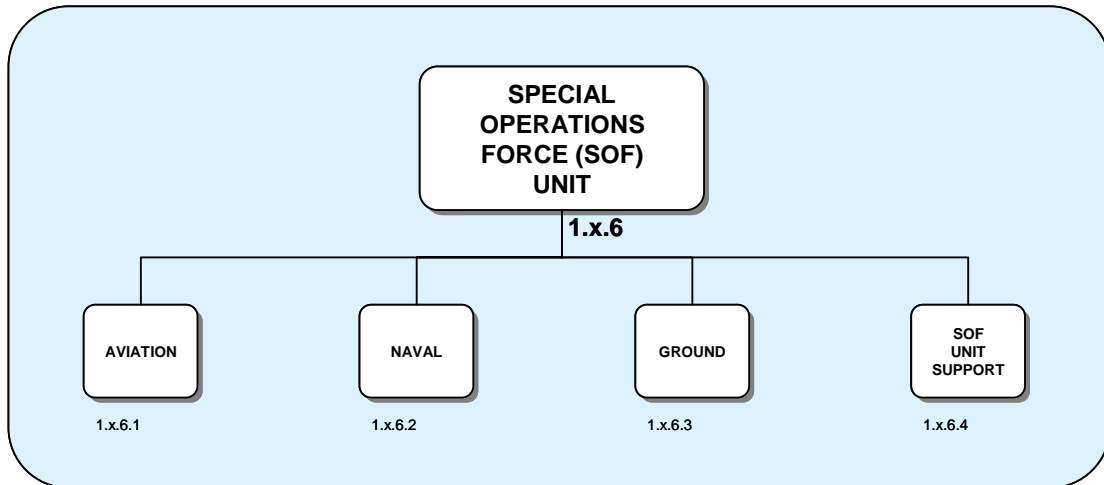 SPECIAL
OPERATIONS
FORCE (SOF)
UNIT
1.x.6
AVIATION
NAVAL
GROUND
SOF
UNIT
SUPPORT
1.x.6.1
1.x.6.2
1.x.6.3
1.x.6.4